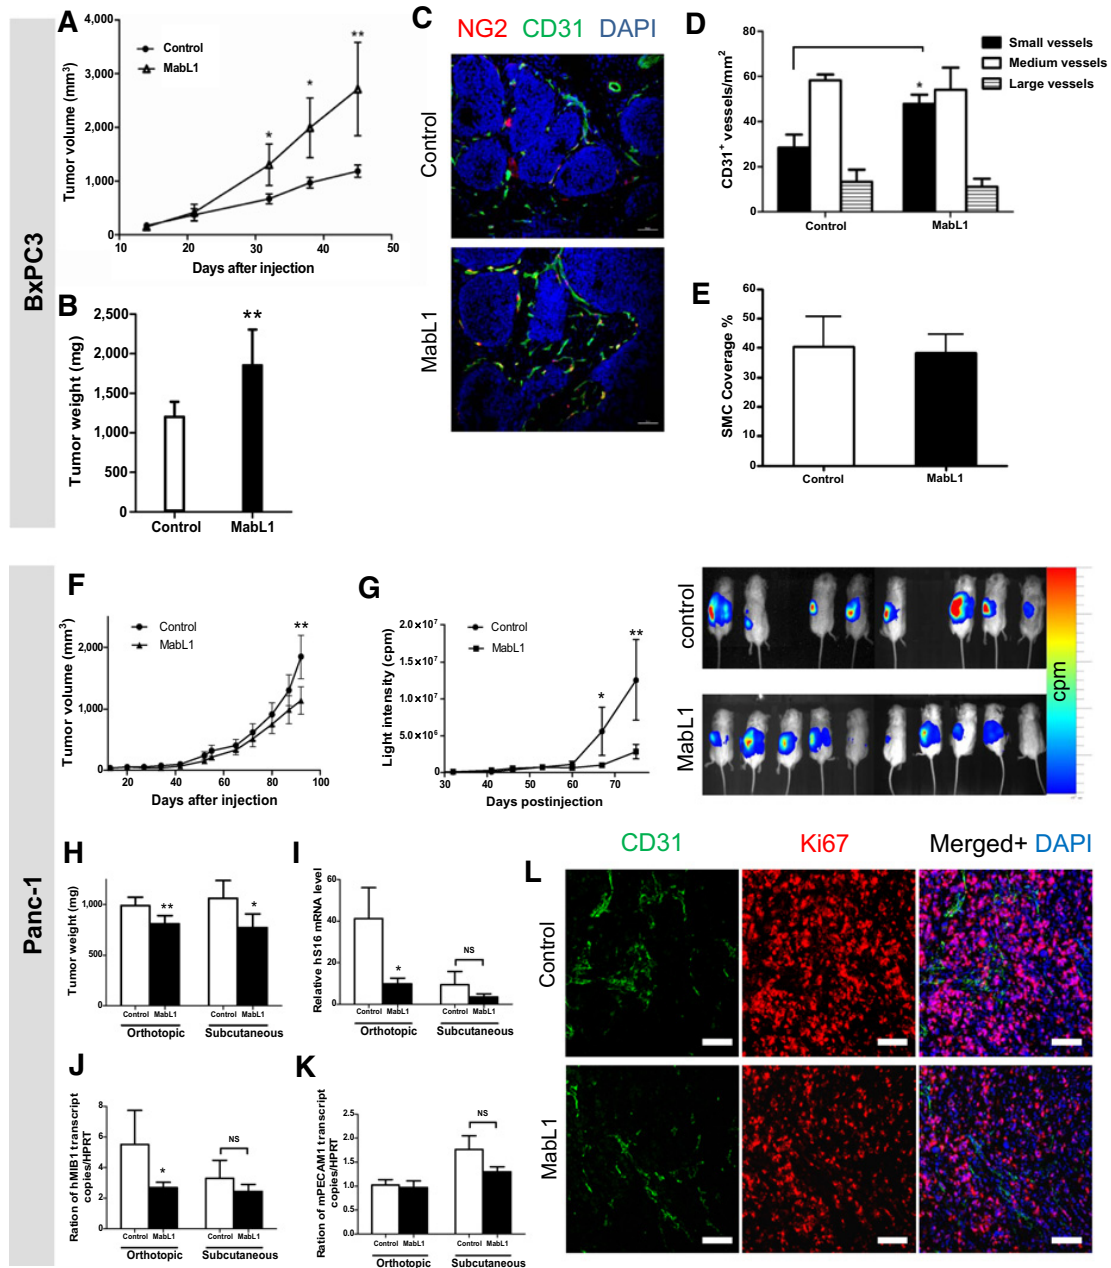 BxPC3
A
4,000
3,000
2,000
1,000
0
Tumor volume (mm³)
Control
MabL1
*
*
**
10 20 30 40 50
Days after injection
B
2,500
2,000
1,500
1,000
500
0
Tumor weight (mg)
**
Control MabL1
C
NG2 CD31 DAPI
Control
MabL1
D
80
60
40
20
0
CD31⁺ vessels/mm²
*
Small vessels
Medium vessels
Large vessels
Control MabL1
E
60
50
40
30
20
10
0
SMC Coverage %
Control MabL1
Panc-1
F
2,000
1,000
0
Tumor volume (mm³)
Control
MabL1
**
20 40 60 80 100
Days after injection
G
2.0×10⁷
1.5×10⁷
1.0×10⁷
5.0×10⁶
0
Light intensity (cpm)
Control
MabL1
*
**
30 40 50 60 70
Days postinjection
control
MabL1
cpm
H
1,000
500
0
Tumor weight (mg)
**
*
Control MabL1 Control MabL1
Orthotopic Subcutaneous
I
60
40
20
0
Relative hS16 mRNA level
*
NS
Control MabL1 Control MabL1
Orthotopic Subcutaneous
J
8
6
4
2
0
Ration of hMIB1 transcript
copies/HPRT
*
NS
Control MabL1 Control MabL1
Orthotopic Subcutaneous
K
2.5
2.0
1.5
1.0
0.5
0.0
Ration of mPECAM1 transcript
copies/HPRT
NS
Control MabL1 Control MabL1
Orthotopic Subcutaneous
L
CD31 Ki67 Merged+ DAPI
Control
MabL1